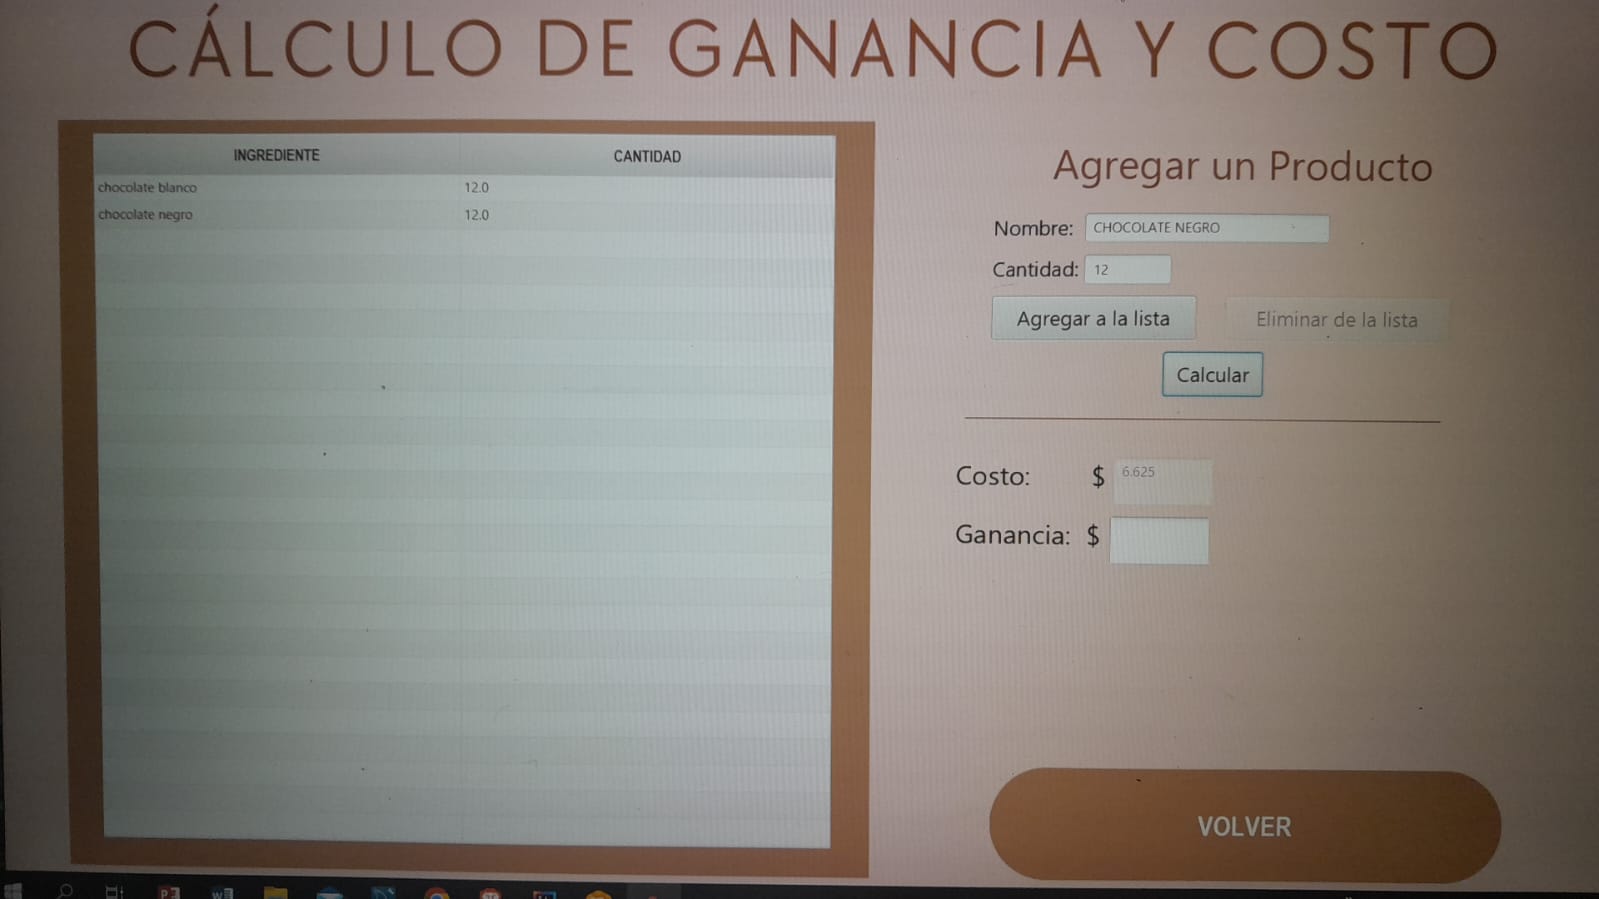 CÁLCULO DE GANANCIA Y COSTO
INGREDIENTE CANTIDAD
chocolate blanco 12.0
chocolate negro 12.0
Agregar un Producto
Nombre: CHOCOLATE NEGRO
Cantidad: 12
Agregar a la lista Eliminar de la lista
Calcular
Costo: $ 6.625
Ganancia: $
VOLVER